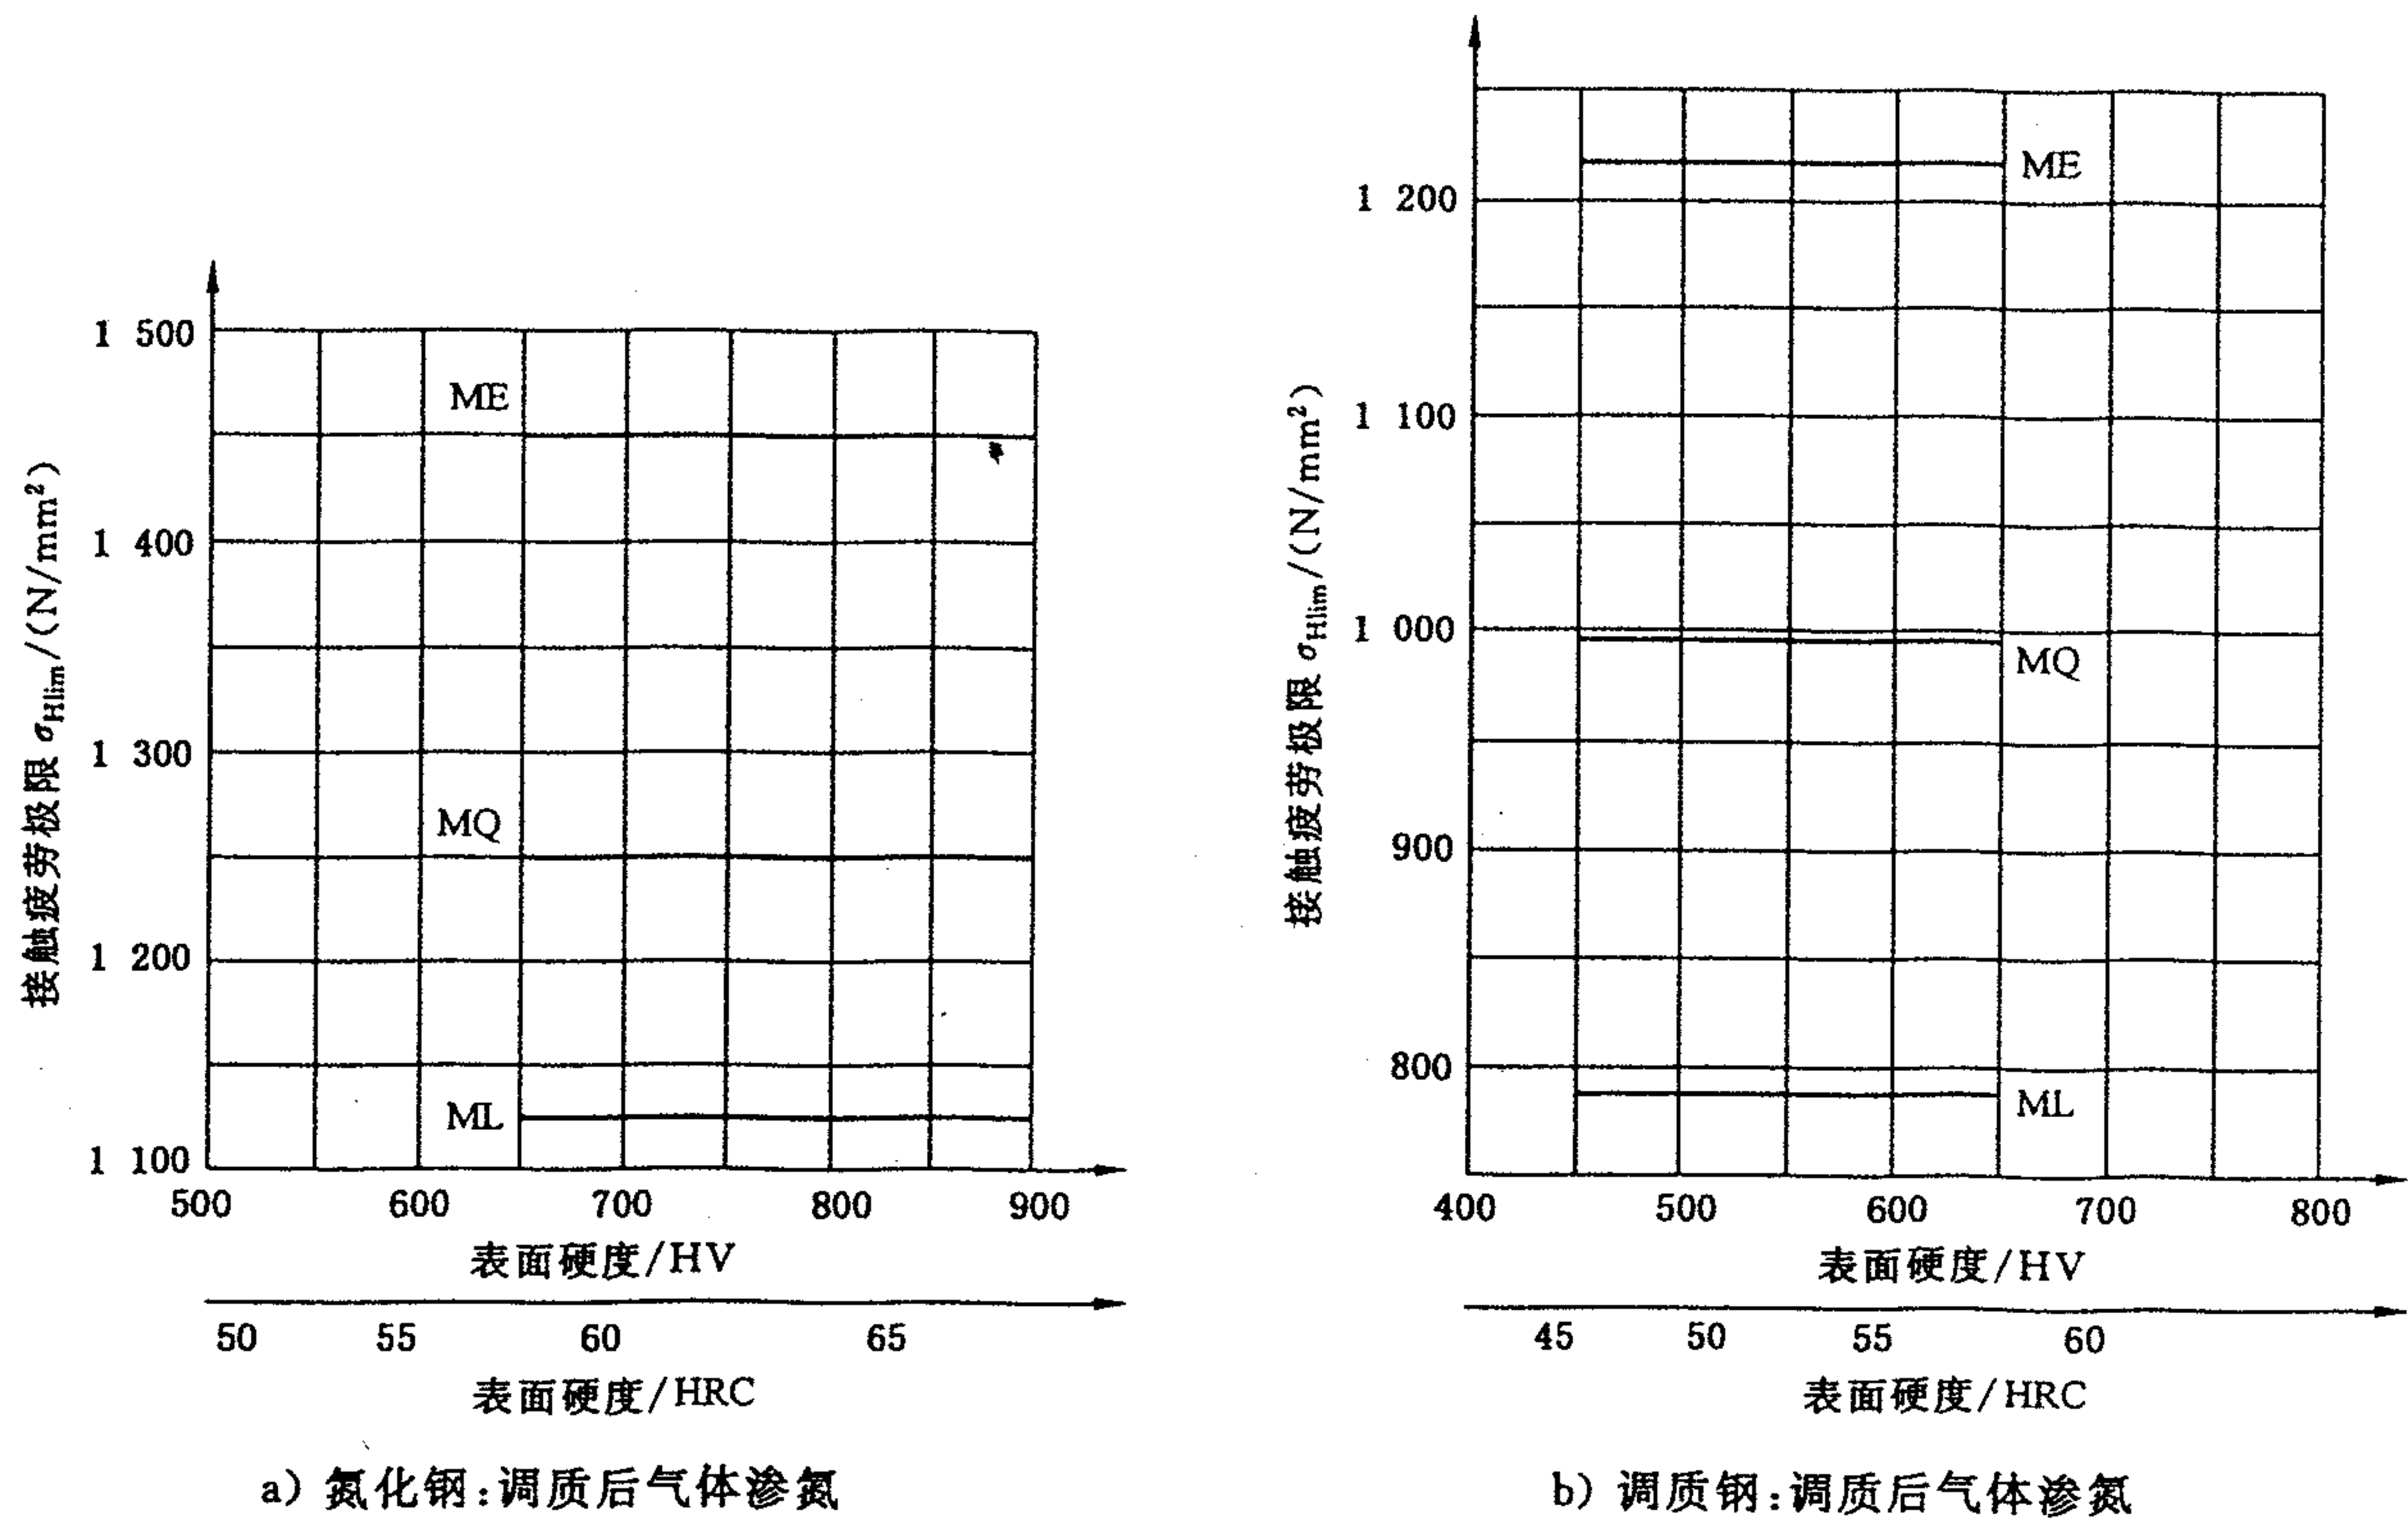 1 500
1 400
1 300
1 200
1 100
接触疲劳极限 σHlim/(N/mm²)
ME
MQ
ML
500 600 700 800 900
表面硬度/HV
50 55 60 65
表面硬度/HRC
a) 氮化钢:调质后气体渗氮
1 200
1 100
1 000
900
800
接触疲劳极限 σHlim/(N/mm²)
ME
MQ
ML
400 500 600 700 800
表面硬度/HV
45 50 55 60
表面硬度/HRC
b) 调质钢:调质后气体渗氮